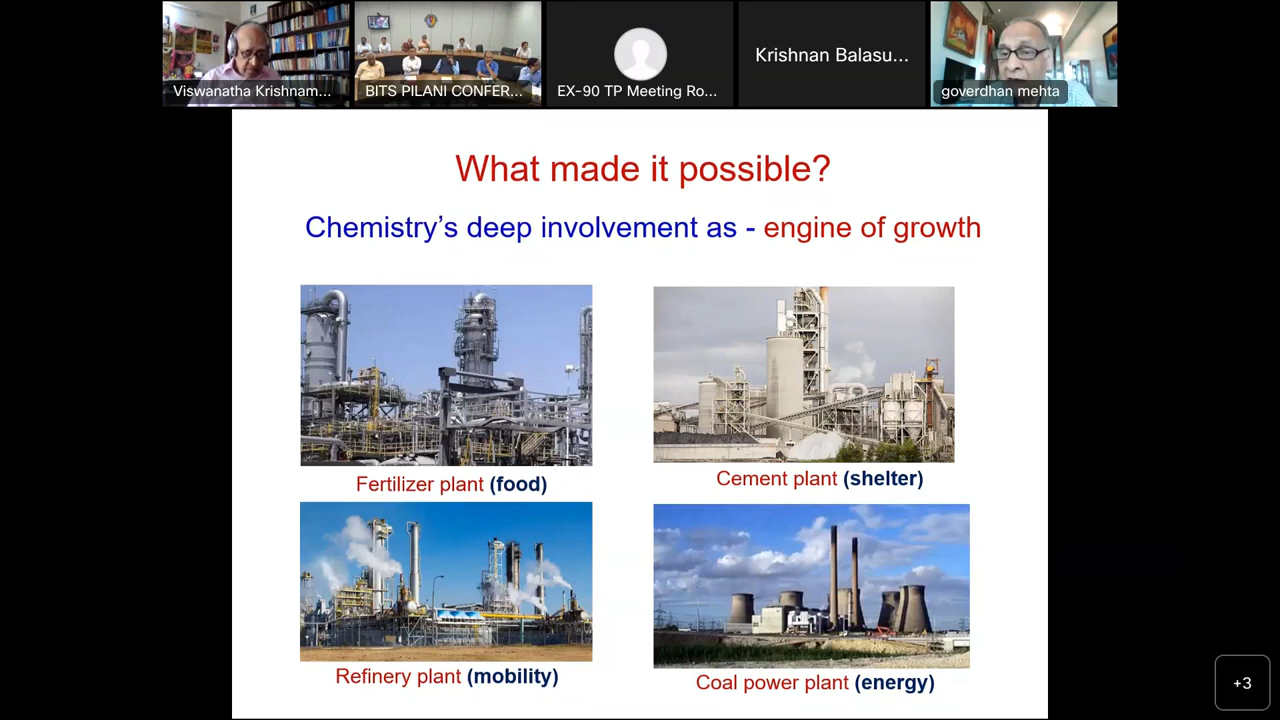 Viswanatha Krishnam...
BITS PILANI CONFER...
EX-90 TP Meeting Ro...
Krishnan Balasu...
goverdhan mehta
What made it possible?
Chemistry’s deep involvement as - engine of growth
Fertilizer plant (food)
Cement plant (shelter)
Refinery plant (mobility)
Coal power plant (energy)
+3